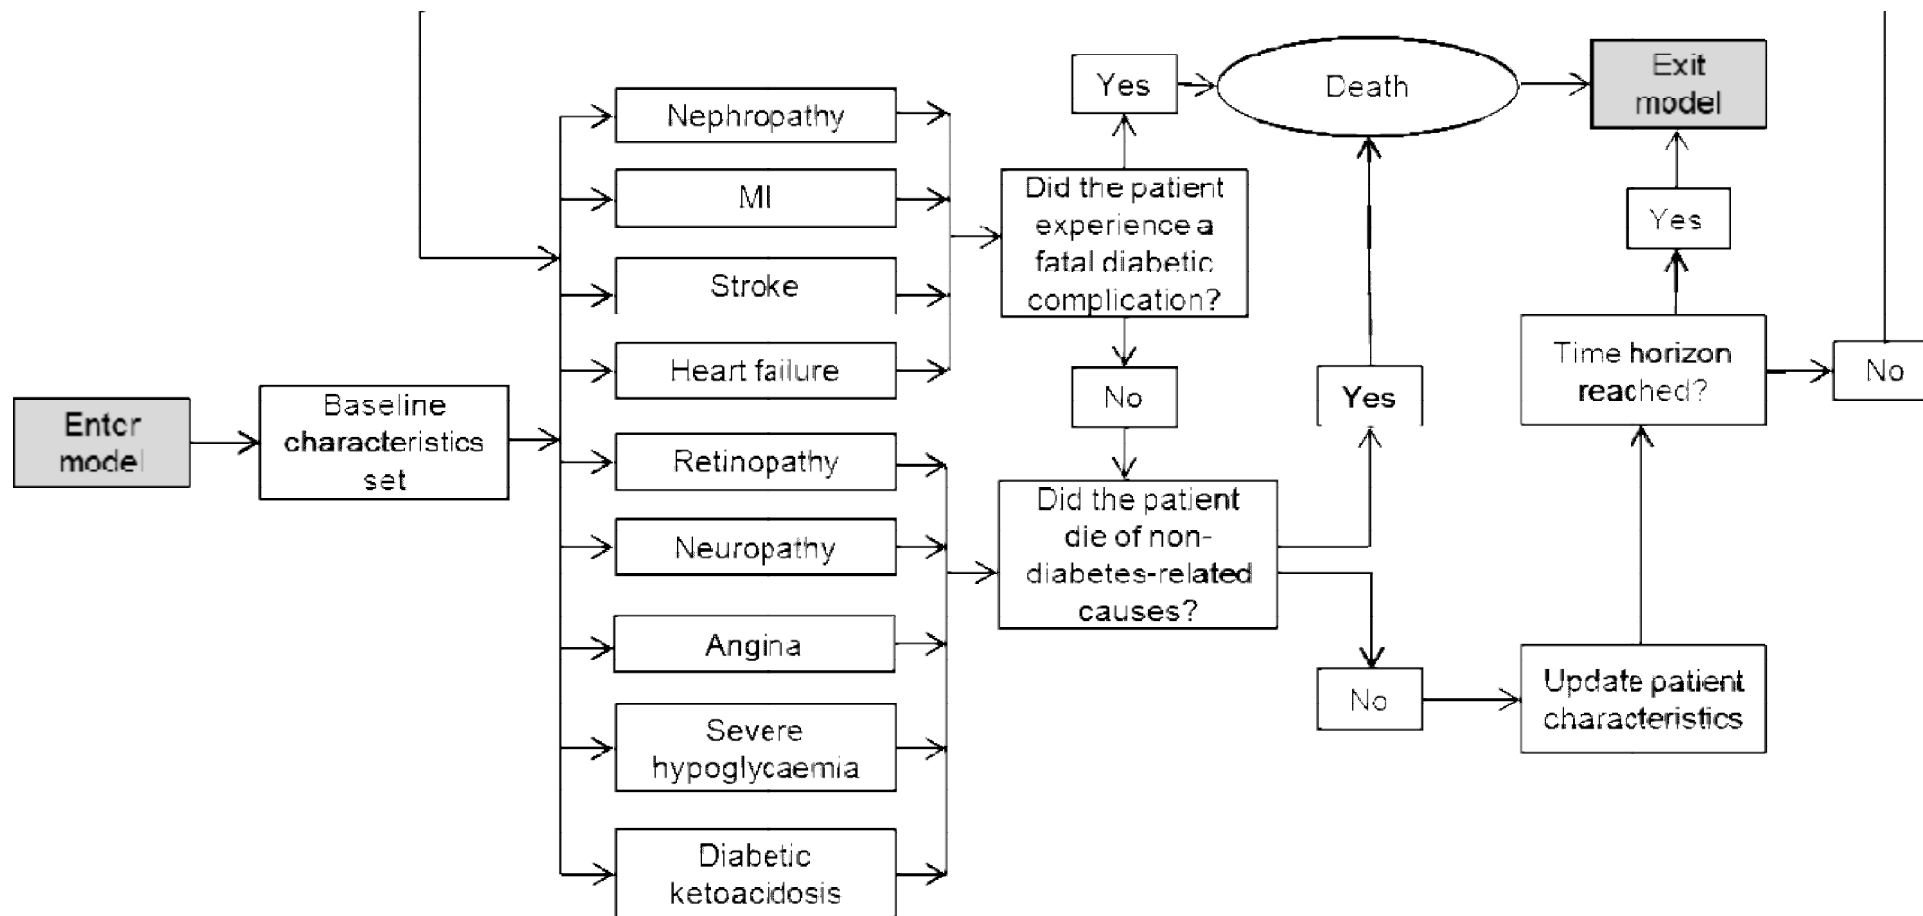 Enter
model
Baseline
characteristics
set
Nephropathy
MI
Stroke
Heart failure
Retinopathy
Neuropathy
Angina
Severe
hypoglycaemia
Diabetic
ketoacidosis
Yes
Did the patient
experience a
fatal diabetic
complication?
No
Did the patient
die of non-
diabetes-related
causes?
Death
Yes
No
Exit
model
Yes
Time horizon
reached?
No
Update patient
characteristics